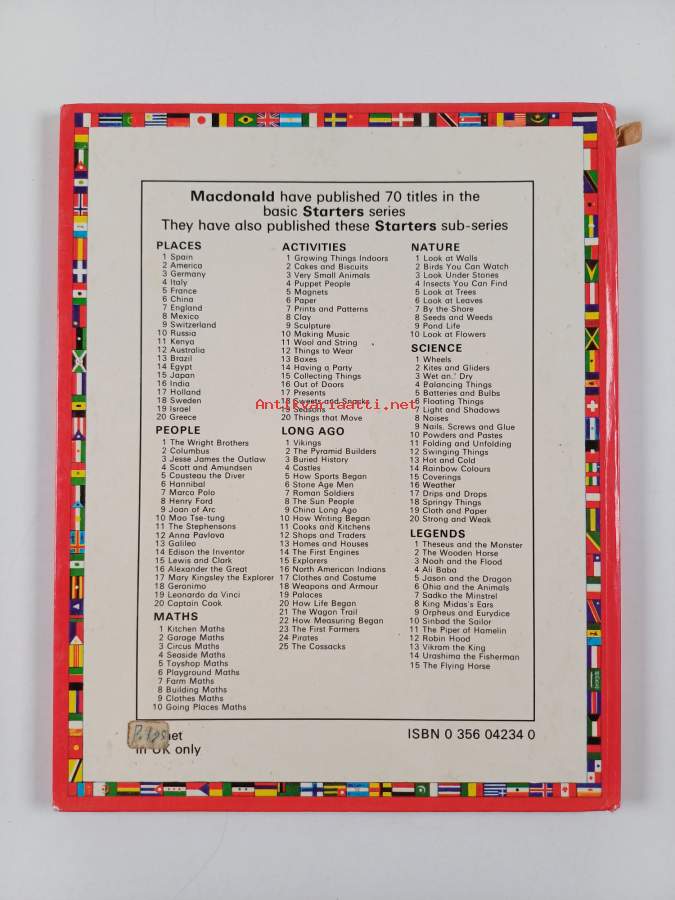 Macdonald have published 70 titles in the
basic Starters series
They have also published these Starters sub-series
PLACES
1 Spain
2 America
3 Germany
4 Italy
5 France
6 China
7 England
8 Mexico
9 Switzerland
10 Russia
11 Kenya
12 Australia
13 Brazil
14 Egypt
15 Japan
16 India
17 Holland
18 Sweden
19 Israel
20 Greece
PEOPLE
1 The Wright Brothers
2 Columbus
3 Jesse James the Outlaw
4 Scott and Amundsen
5 Cousteau the Diver
6 Hannibal
7 Marco Polo
8 Henry Ford
9 Joan of Arc
10 Mao Tse-tung
11 The Stephensons
12 Anna Pavlova
13 Galileo
14 Edison the Inventor
15 Lewis and Clark
16 Alexander the Great
17 Mary Kingsley the Explorer
18 Geronimo
19 Leonardo da Vinci
20 Captain Cook
MATHS
1 Kitchen Maths
2 Garage Maths
3 Circus Maths
4 Seaside Maths
5 Toyshop Maths
6 Playground Maths
7 Farm Maths
8 Building Maths
9 Clothes Maths
10 Going Places Maths
ACTIVITIES
1 Growing Things Indoors
2 Cakes and Biscuits
3 Very Small Animals
4 Puppet People
5 Magnets
6 Paper
7 Prints and Patterns
8 Clay
9 Sculpture
10 Making Music
11 Wool and String
12 Things to Wear
13 Boxes
14 Having a Party
15 Collecting Things
16 Out of Doors
17 Presents
18 Sweets and Snacks
19 Seasons
20 Things that Move
LONG AGO
1 Vikings
2 The Pyramid Builders
3 Buried History
4 Castles
5 How Sports Began
6 Stone Age Men
7 Roman Soldiers
8 The Sun People
9 China Long Ago
10 How Writing Began
11 Cooks and Kitchens
12 Shops and Traders
13 Homes and Houses
14 The First Engines
15 Explorers
16 North American Indians
17 Clothes and Costume
18 Weapons and Armour
19 Palaces
20 How Life Began
21 The Wagon Trail
22 How Measuring Began
23 The First Farmers
24 Pirates
25 The Cossacks
NATURE
1 Look at Walls
2 Birds You Can Watch
3 Look Under Stones
4 Insects You Can Find
5 Look at Trees
6 Look at Leaves
7 By the Shore
8 Seeds and Weeds
9 Pond Life
10 Look at Flowers
SCIENCE
1 Wheels
2 Kites and Gliders
3 Wet and Dry
4 Balancing Things
5 Batteries and Bulbs
6 Floating Things
7 Light and Shadows
8 Noises
9 Nails, Screws and Glue
10 Powders and Pastes
11 Folding and Unfolding
12 Swinging Things
13 Hot and Cold
14 Rainbow Colours
15 Coverings
16 Weather
17 Drips and Drops
18 Springy Things
19 Cloth and Paper
20 Strong and Weak
LEGENDS
1 Theseus and the Monster
2 The Wooden Horse
3 Noah and the Flood
4 Ali Baba
5 Jason and the Dragon
6 Ohia and the Animals
7 Sadko the Minstrel
8 King Midas's Ears
9 Orpheus and Eurydice
10 Sinbad the Sailor
11 The Piper of Hamelin
12 Robin Hood
13 Vikram the King
14 Urashima the Fisherman
15 The Flying Horse
Antikvariaatti.net
net
in UK only
ISBN 0 356 04234 0